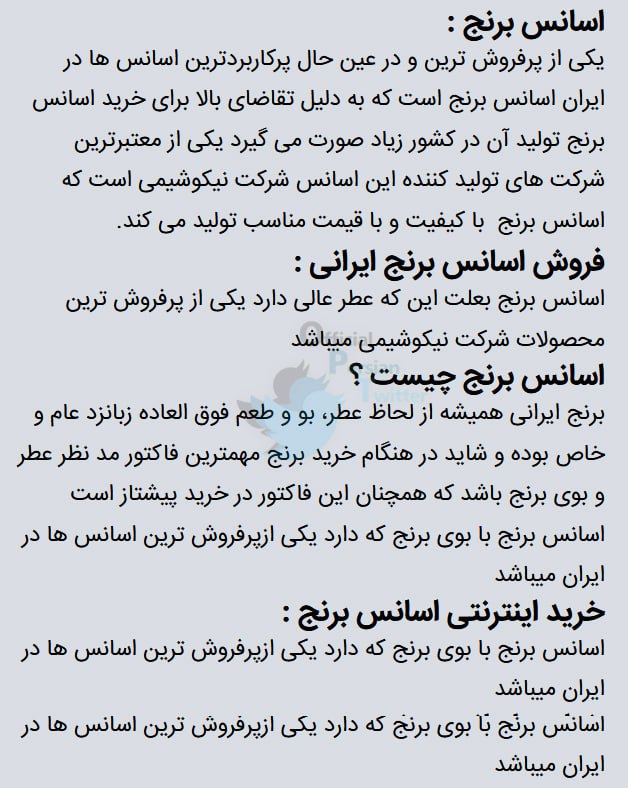 اسانس برنج :
یکی از پرفروش ترین و در عین حال پرکاربردترین اسانس ها در
ایران اسانس برنج است که به دلیل تقاضای بالا برای خرید اسانس
برنج تولید آن در کشور زیاد صورت می گیرد یکی از معتبرترین
شرکت های تولید کننده این اسانس شرکت نیکوشیمی است که
اسانس برنج با کیفیت و با قیمت مناسب تولید می کند.
فروش اسانس برنج ایرانی :
اسانس برنج بعلت این که عطر عالی دارد یکی از پرفروش ترین
محصولات شرکت نیکوشیمی میباشد
Official
Persian
Twitter
اسانس برنج چیست ؟
برنج ایرانی همیشه از لحاظ عطر، بو و طعم فوق العاده زبانزد عام و
خاص بوده و شاید در هنگام خرید برنج مهمترین فاکتور مد نظر عطر
و بوی برنج باشد که همچنان این فاکتور در خرید پیشتاز است
اسانس برنج با بوی برنج که دارد یکی ازپرفروش ترین اسانس ها در
ایران میباشد
خرید اینترنتی اسانس برنج :
اسانس برنج با بوی برنج که دارد یکی ازپرفروش ترین اسانس ها در
ایران میباشد
اسانس برنج با بوی برنج که دارد یکی ازپرفروش ترین اسانس ها در
ایران میباشد